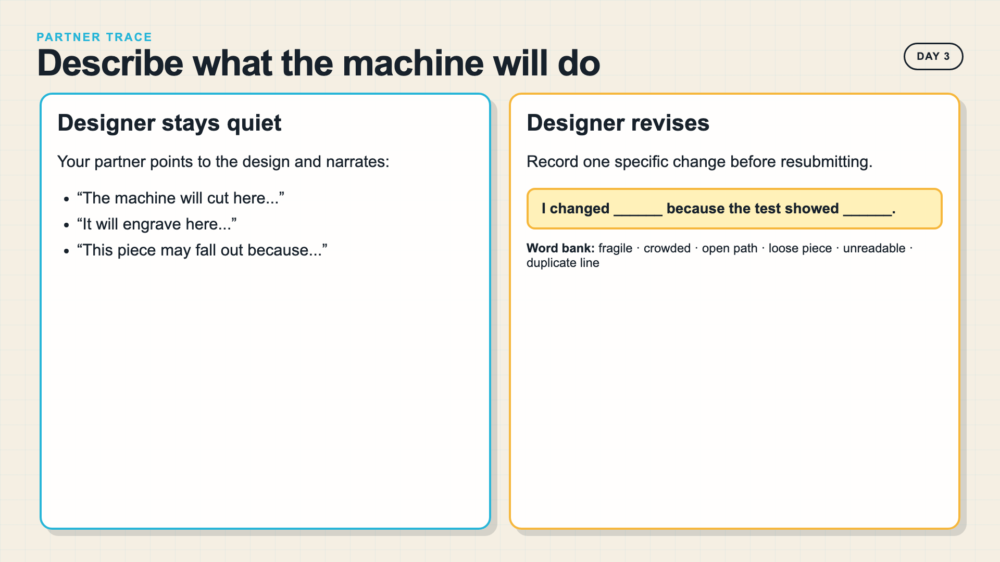 PARTNER TRACE
Describe what the machine will do
DAY 3
Designer stays quiet
Your partner points to the design and narrates:
• “The machine will cut here...”
• “It will engrave here...”
• “This piece may fall out because...”
Designer revises
Record one specific change before resubmitting.
I changed ______ because the test showed ______.
Word bank: fragile · crowded · open path · loose piece · unreadable ·
duplicate line